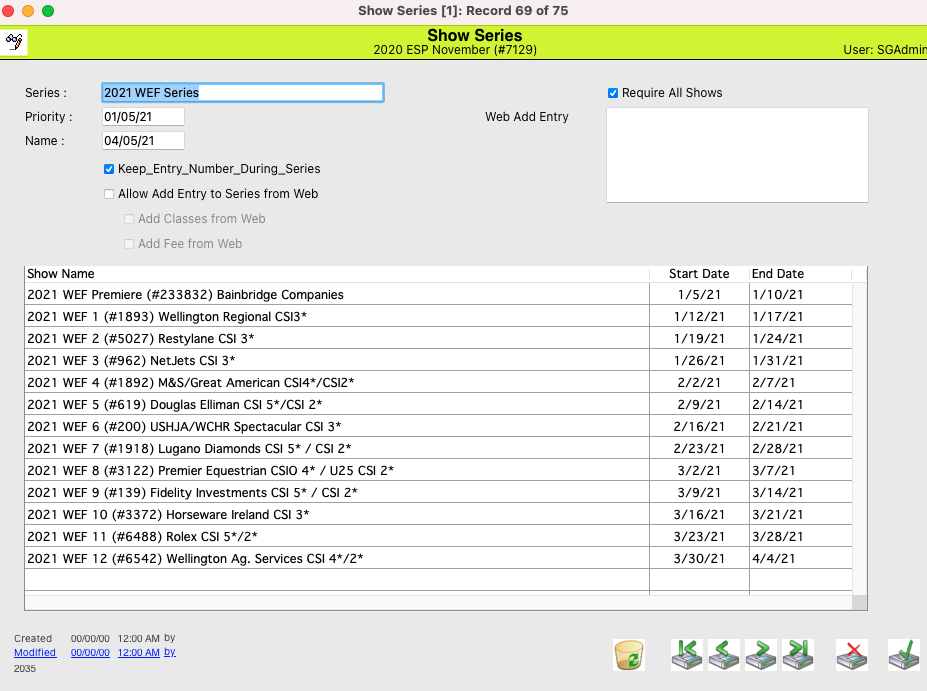 Show Series [1]: Record 69 of 75
Show Series
2020 ESP November (#7129)
User: SGAdmin
Series :
2021 WEF Series
Require All Shows
Priority :
01/05/21
Web Add Entry
Name :
04/05/21
Keep_Entry_Number_During_Series
Allow Add Entry to Series from Web
Add Classes from Web
Add Fee from Web
Show Name Start Date End Date
2021 WEF Premiere (#233832) Bainbridge Companies 1/5/21 1/10/21
2021 WEF 1 (#1893) Wellington Regional CSI3* 1/12/21 1/17/21
2021 WEF 2 (#5027) Restylane CSI 3* 1/19/21 1/24/21
2021 WEF 3 (#962) NetJets CSI 3* 1/26/21 1/31/21
2021 WEF 4 (#1892) M&S/Great American CSI4*/CSI2* 2/2/21 2/7/21
2021 WEF 5 (#619) Douglas Elliman CSI 5*/CSI 2* 2/9/21 2/14/21
2021 WEF 6 (#200) USHJA/WCHR Spectacular CSI 3* 2/16/21 2/21/21
2021 WEF 7 (#1918) Lugano Diamonds CSI 5* / CSI 2* 2/23/21 2/28/21
2021 WEF 8 (#3122) Premier Equestrian CSIO 4* / U25 CSI 2* 3/2/21 3/7/21
2021 WEF 9 (#139) Fidelity Investments CSI 5* / CSI 2* 3/9/21 3/14/21
2021 WEF 10 (#3372) Horseware Ireland CSI 3* 3/16/21 3/21/21
2021 WEF 11 (#6488) Rolex CSI 5*/2* 3/23/21 3/28/21
2021 WEF 12 (#6542) Wellington Ag. Services CSI 4*/2* 3/30/21 4/4/21
Created 00/00/00 12:00 AM by
Modified 00/00/00 12:00 AM by
2035